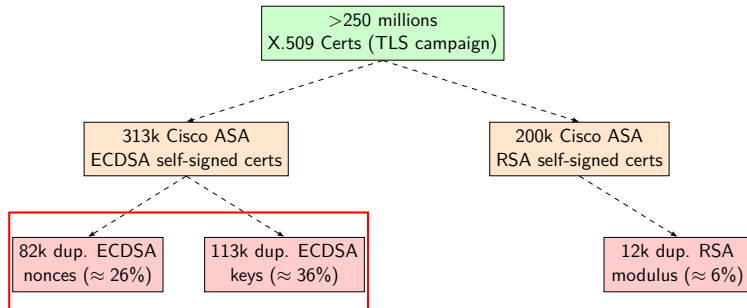 >250 millions
X.509 Certs (TLS campaign)
313k Cisco ASA
ECDSA self-signed certs
200k Cisco ASA
RSA self-signed certs
82k dup. ECDSA
nonces (≈ 26%)
113k dup. ECDSA
keys (≈ 36%)
12k dup. RSA
modulus (≈ 6%)